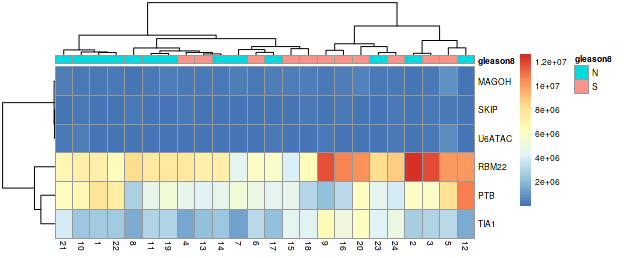 gleason8
MAGOH
SKIP
U6ATAC
RBM22
PTB
TIA1
21 10 1 22 8 11 19 4 13 14 7 6 17 15 18 9 16 20 23 24 2 3 5 12
1.2e+07
1e+07
8e+06
6e+06
4e+06
2e+06
gleason8
N
S